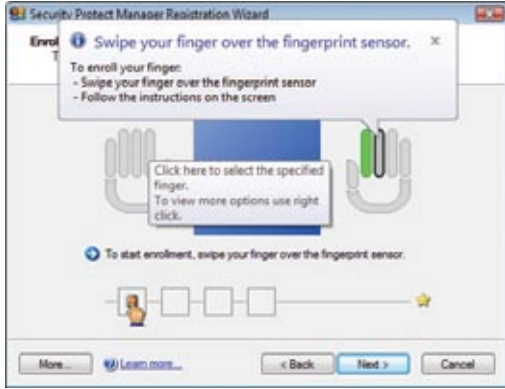 Security Protect Manager Registration Wizard
Enrol
T
Swipe your finger over the fingerprint sensor.
To enroll your finger:
- Swipe your finger over the fingerprint sensor
- Follow the instructions on the screen
Click here to select the specified
finger.
To view more options use right
click.
To start enrollment, swipe your finger over the fingerprint sensor.
More...
Learn more...
< Back
Next >
Cancel